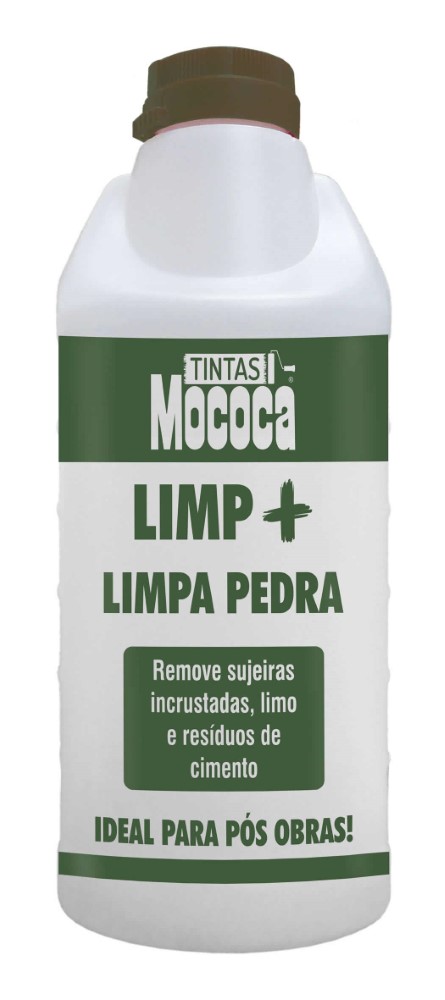 TINTAS
Mococa®
LIMP +
LIMPA PEDRA
Remove sujeiras
incrustadas, limo
e resíduos de
cimento
IDEAL PARA PÓS OBRAS!